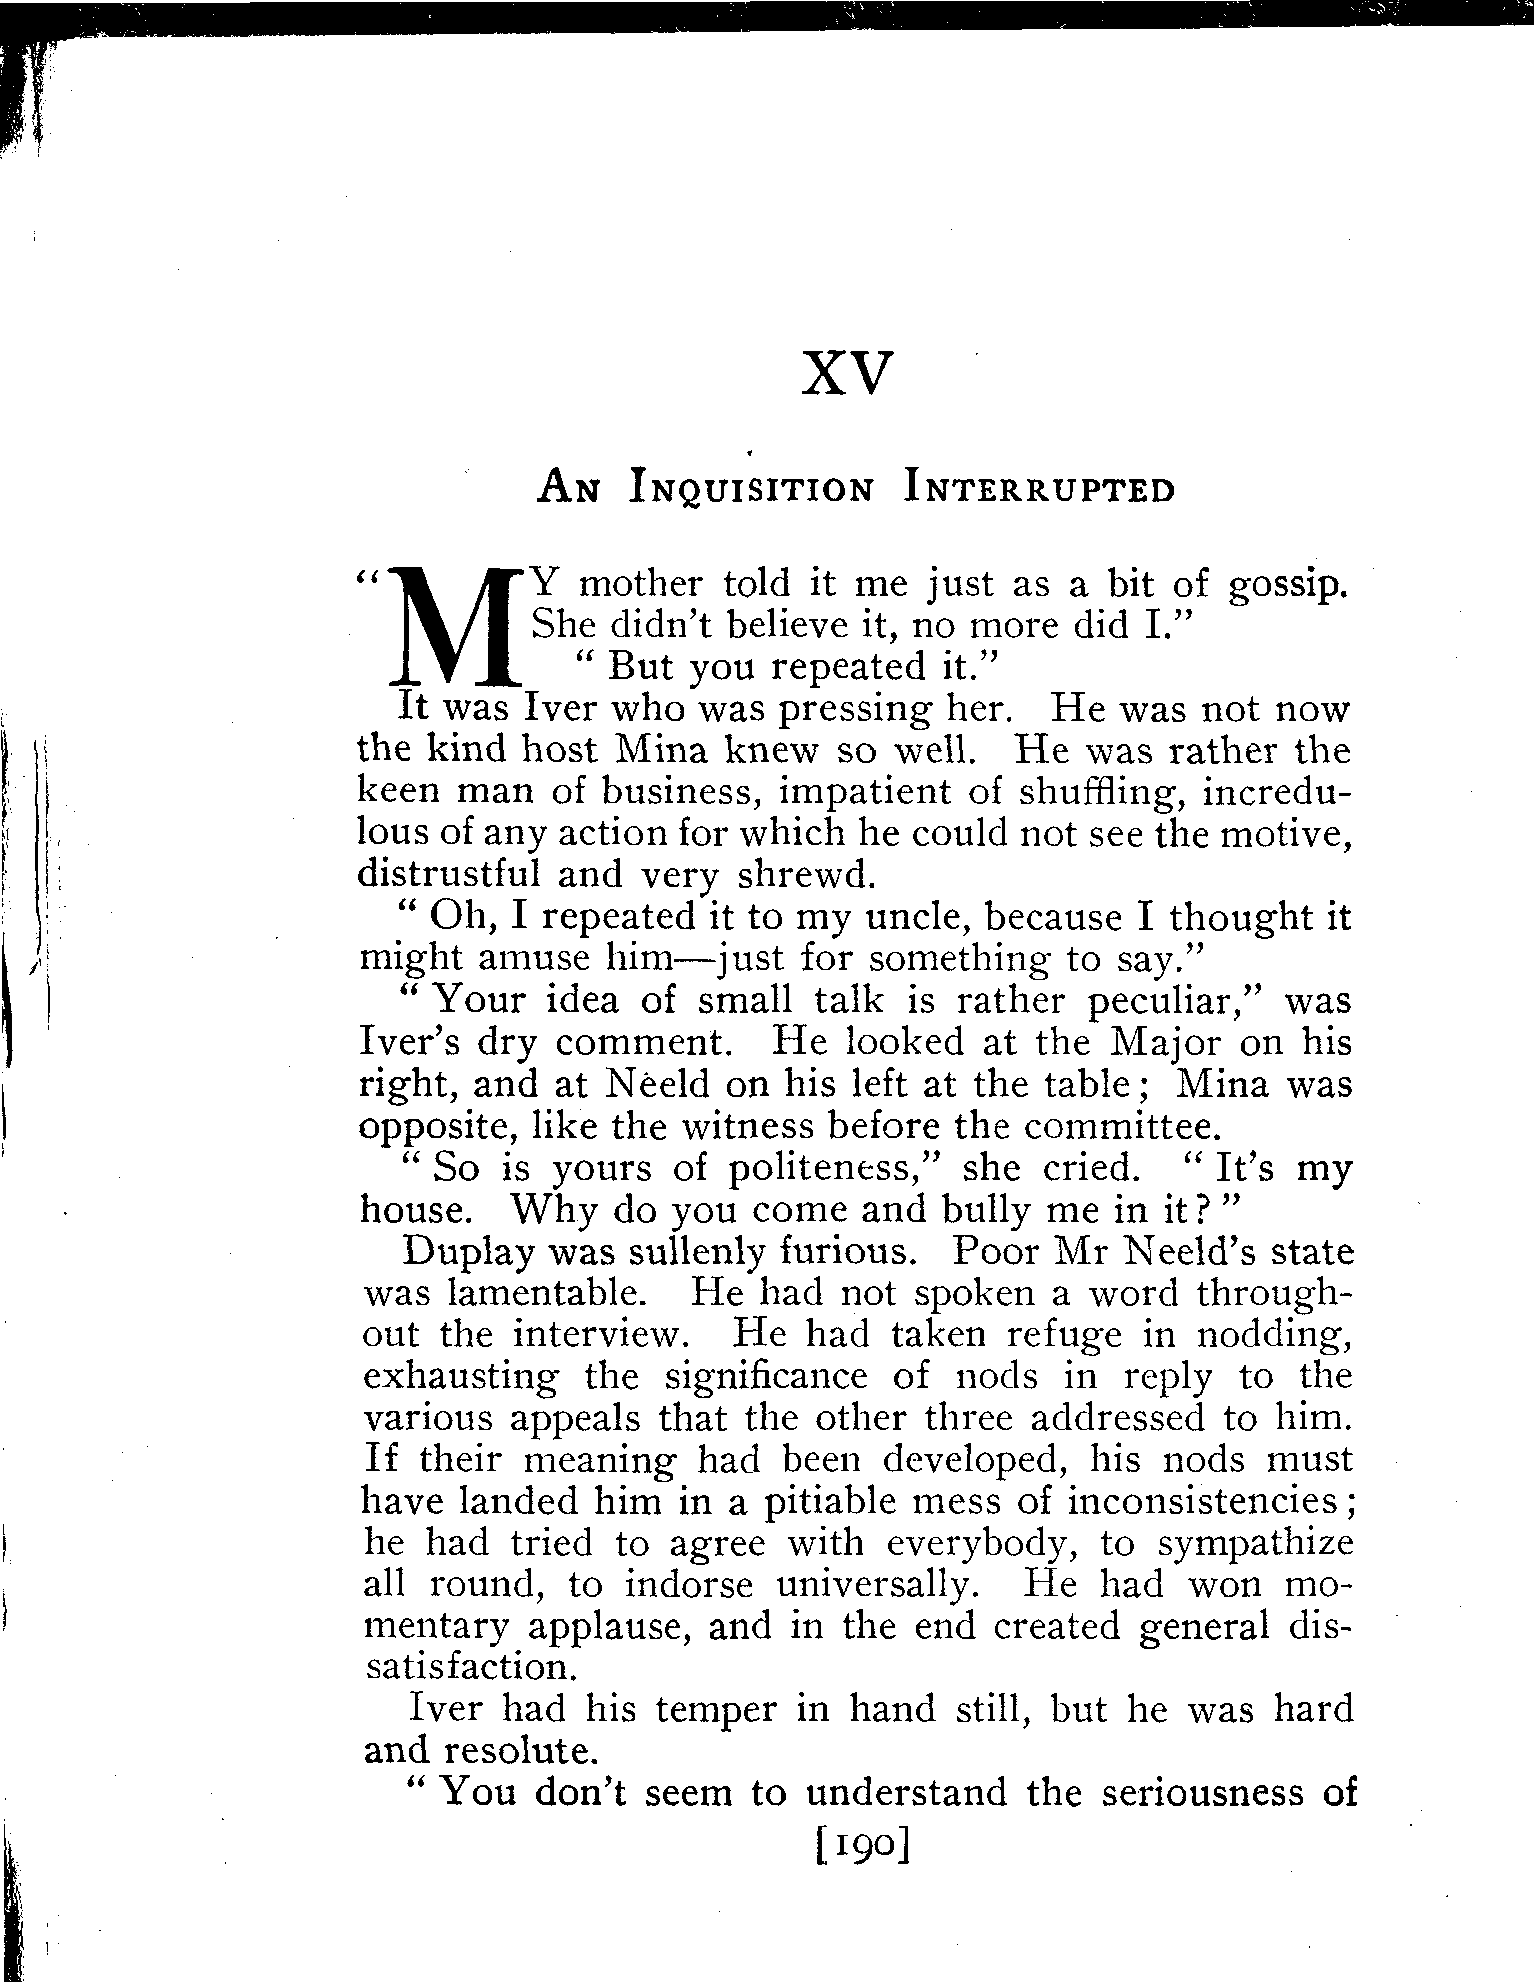 XV
An Inquisition Interrupted
“MY mother told it me just as a bit of gossip.
She didn't believe it, no more did I.”
“ But you repeated it.”
It was Iver who was pressing her. He was not now
the kind host Mina knew so well. He was rather the
keen man of business, impatient of shuffling, incredu-
lous of any action for which he could not see the motive,
distrustful and very shrewd.
“ Oh, I repeated it to my uncle, because I thought it
might amuse him—just for something to say.”
“ Your idea of small talk is rather peculiar,” was
Iver's dry comment. He looked at the Major on his
right, and at Neeld on his left at the table; Mina was
opposite, like the witness before the committee.
“ So is yours of politeness,” she cried. “ It's my
house. Why do you come and bully me in it? ”
Duplay was sullenly furious. Poor Mr Neeld's state
was lamentable. He had not spoken a word through-
out the interview. He had taken refuge in nodding,
exhausting the significance of nods in reply to the
various appeals that the other three addressed to him.
If their meaning had been developed, his nods must
have landed him in a pitiable mess of inconsistencies;
he had tried to agree with everybody, to sympathize
all round, to indorse universally. He had won mo-
mentary applause, and in the end created general dis-
satisfaction.
Iver had his temper in hand still, but he was hard
and resolute.
“ You don't seem to understand the seriousness of
[190]